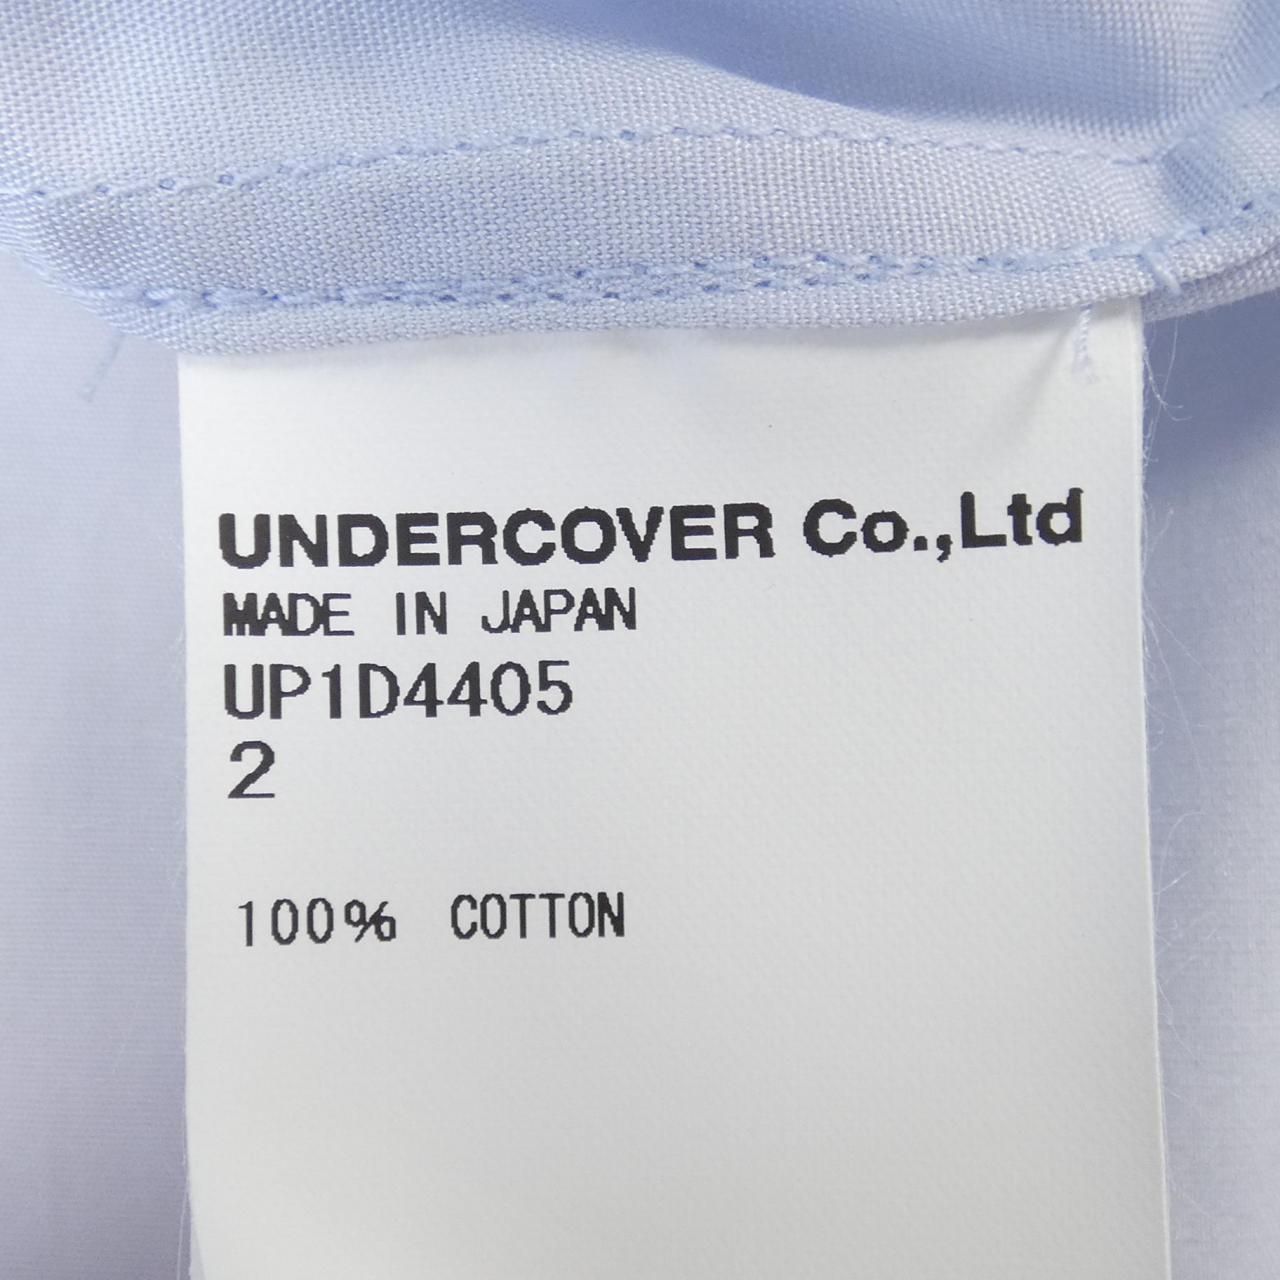 UNDERCOVER Co.,Ltd
MADE IN JAPAN
UP1D4405
2
100% COTTON